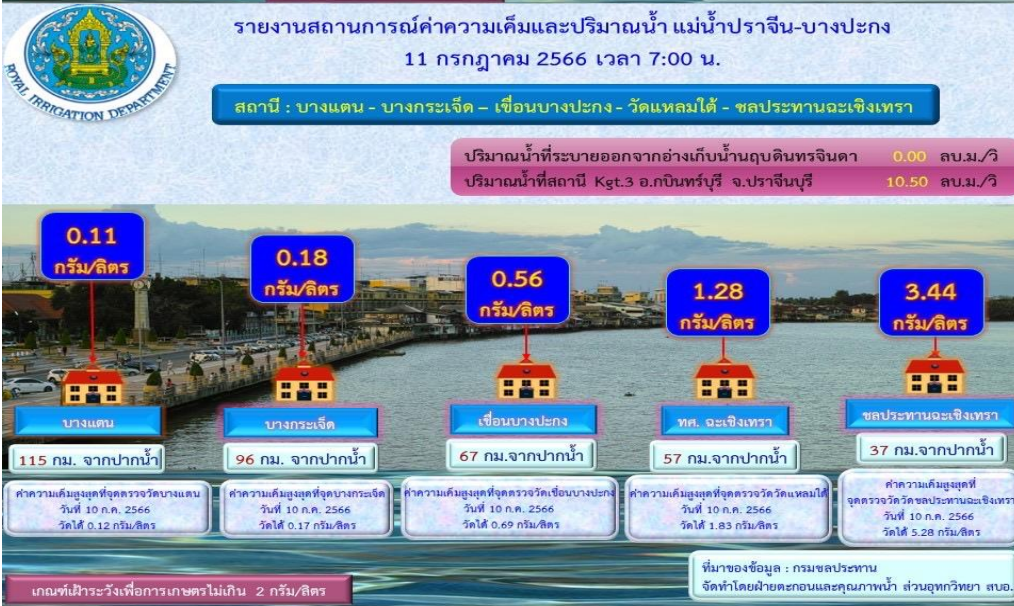 รายงานสถานการณ์ค่าความเค็มและปริมาณน้ำ แม่น้ำปราจีน-บางปะกง
11 กรกฎาคม 2566 เวลา 7:00 น.
ROYAL IRRIGATION DEPARTMENT
สถานี : บางแตน - บางกระเจ็ด – เขื่อนบางปะกง - วัดแหลมใต้ - ชลประทานฉะเชิงเทรา
ปริมาณน้ำที่ระบายออกจากอ่างเก็บน้ำนฤบดินทรจินดา 0.00 ลบ.ม./วิ
ปริมาณน้ำที่สถานี Kgt.3 อ.กบินทร์บุรี จ.ปราจีนบุรี 10.50 ลบ.ม./วิ
0.11
กรัม/ลิตร
0.18
กรัม/ลิตร
0.56
กรัม/ลิตร
1.28
กรัม/ลิตร
3.44
กรัม/ลิตร
บางแตน
บางกระเจ็ด
เขื่อนบางปะกง
ทศ. ฉะเชิงเทรา
ชลประทานฉะเชิงเทรา
115 กม. จากปากน้ำ
96 กม. จากปากน้ำ
67 กม.จากปากน้ำ
57 กม.จากปากน้ำ
37 กม.จากปากน้ำ
ค่าความเค็มสูงสุดที่จุดตรวจวัดบางแตน
วันที่ 10 ก.ค. 2566
วัดได้ 0.12 กรัม/ลิตร
ค่าความเค็มสูงสุดที่จุดบางกระเจ็ด
วันที่ 10 ก.ค. 2566
วัดได้ 0.17 กรัม/ลิตร
ค่าความเค็มสูงสุดที่จุดตรวจวัดเขื่อนบางปะกง
วันที่ 10 ก.ค. 2566
วัดได้ 0.69 กรัม/ลิตร
ค่าความเค็มสูงสุดที่จุดตรวจวัดวัดแหลมใต้
วันที่ 10 ก.ค. 2566
วัดได้ 1.83 กรัม/ลิตร
ค่าความเค็มสูงสุดที่
จุดตรวจวัดวัดชลประทานฉะเชิงเทรา
วันที่ 10 ก.ค. 2566
วัดได้ 5.28 กรัม/ลิตร
เกณฑ์เฝ้าระวังเพื่อการเกษตรไม่เกิน 2 กรัม/ลิตร
ที่มาของข้อมูล : กรมชลประทาน
จัดทำโดยฝ่ายตะกอนและคุณภาพน้ำ ส่วนอุทกวิทยา สบอ.